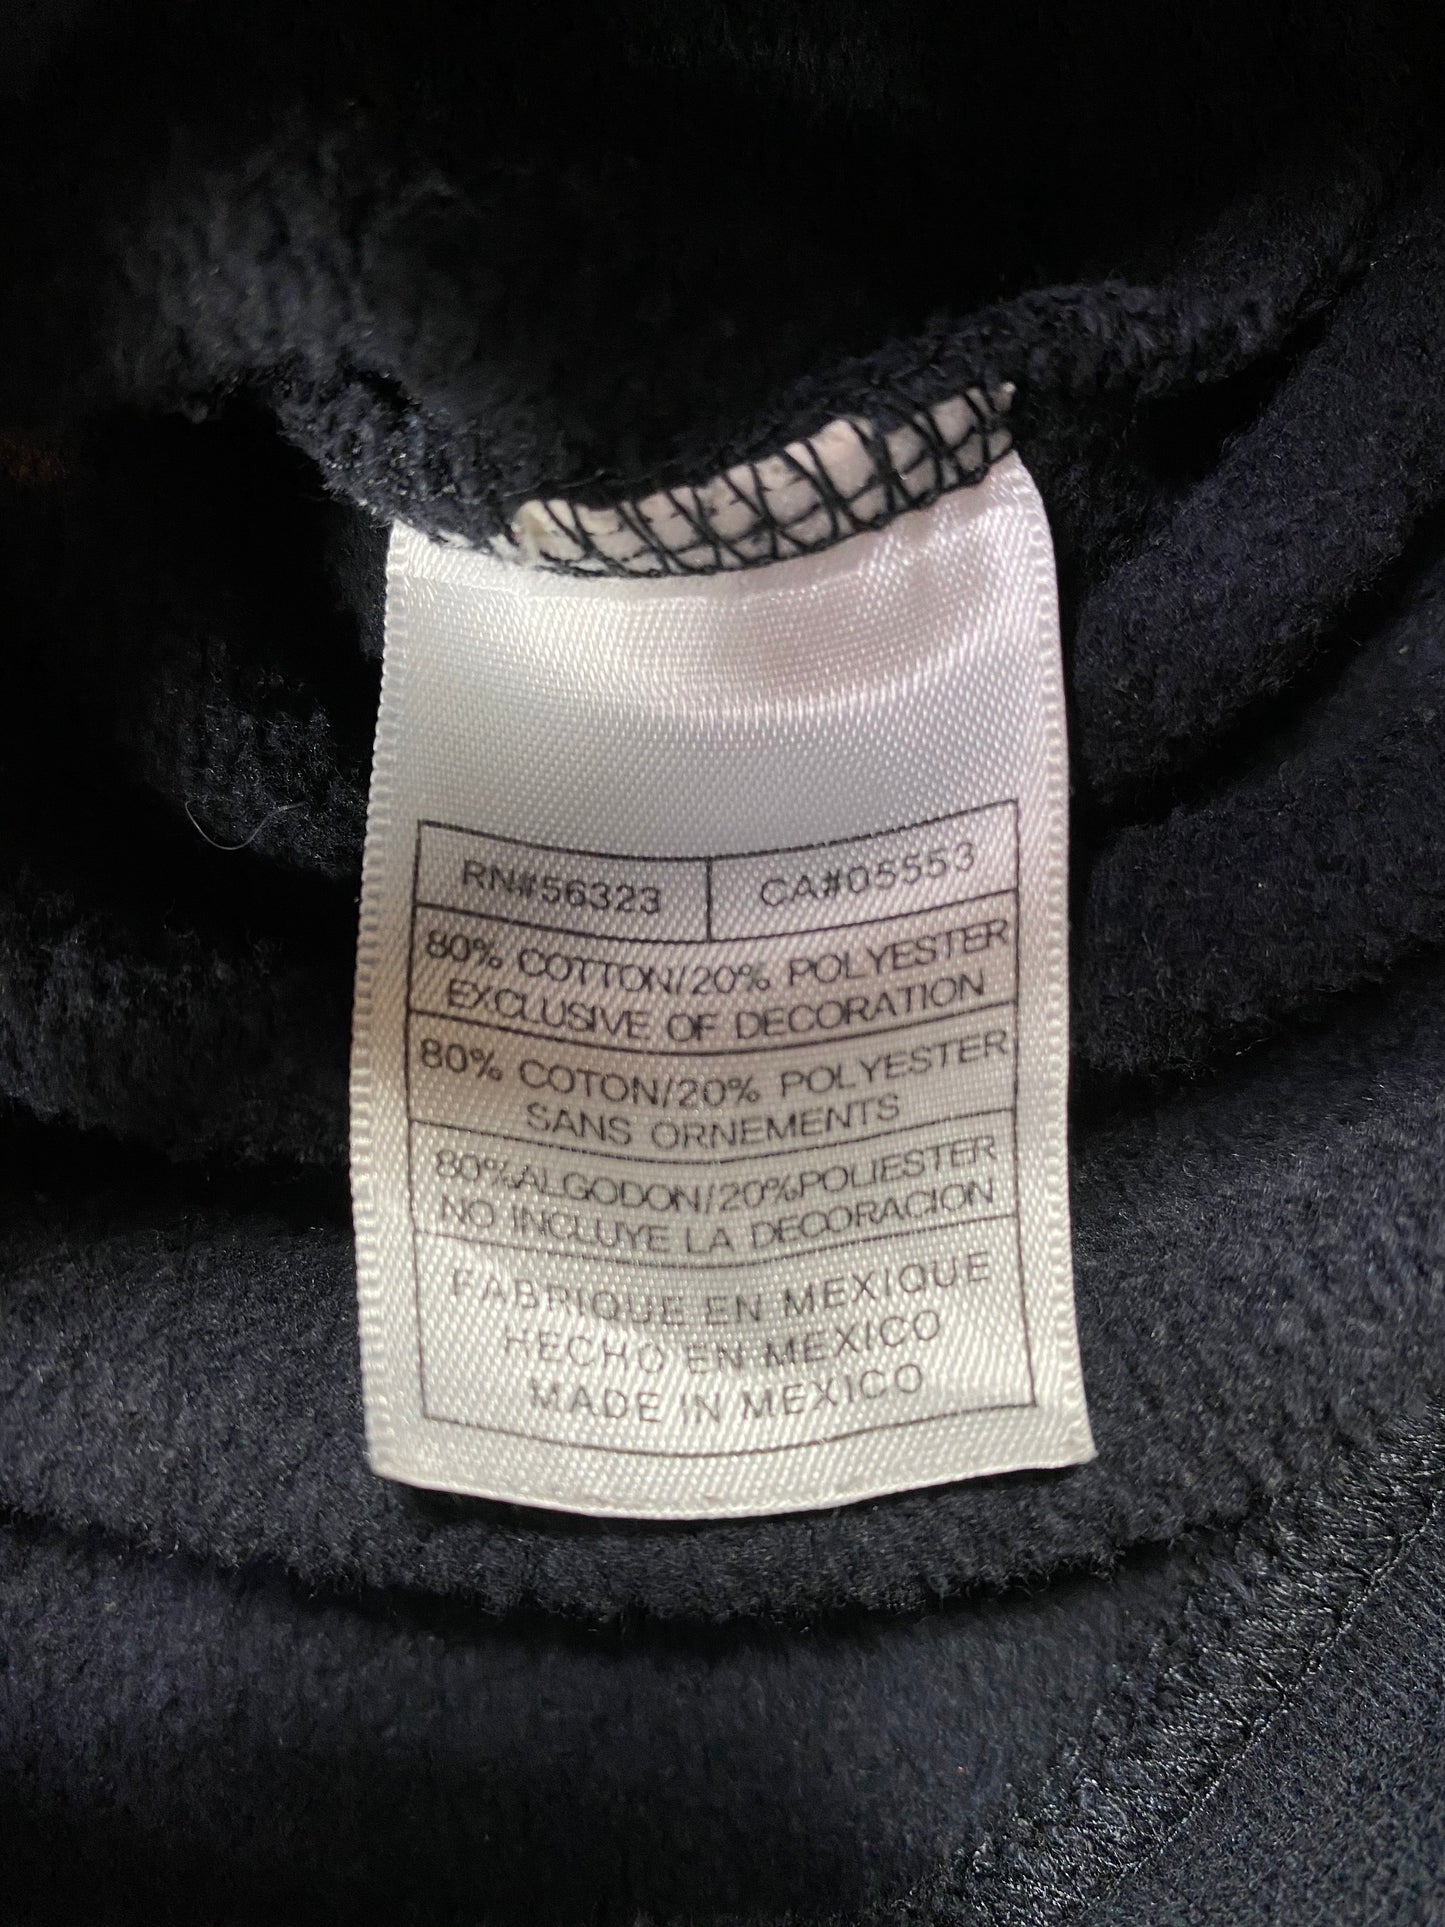 RN#56323 CA#05553
80% COTTON/20% POLYESTER
EXCLUSIVE OF DECORATION
80% COTON/20% POLYESTER
SANS ORNEMENTS
80%ALGODON/20%POLIESTER
NO INCLUYE LA DECORACION
FABRIQUE EN MEXIQUE
HECHO EN MEXICO
MADE IN MEXICO